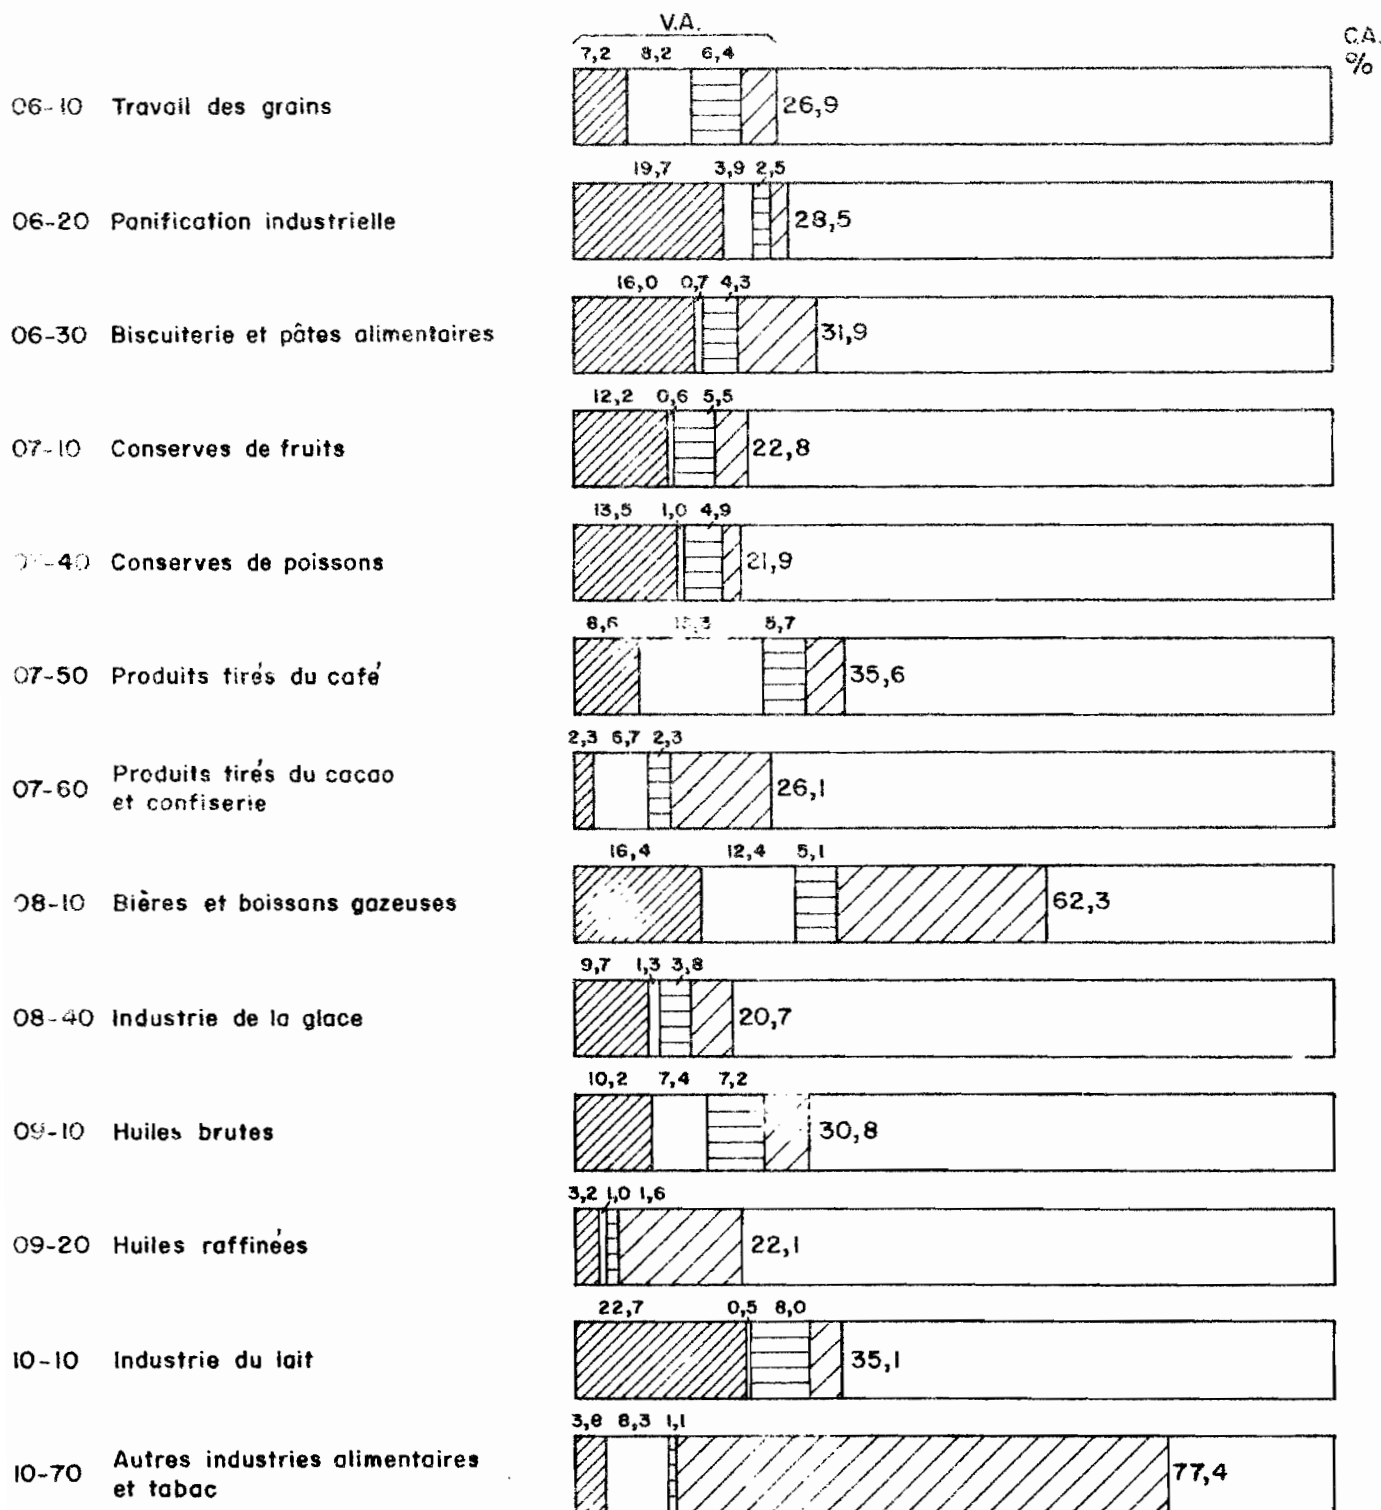 V.A.
C.A.
%
7,2 8,2 6,4
06-10 Travail des grains 26,9
19,7 3,9 2,5
06-20 Panification industrielle 28,5
16,0 0,7 4,3
06-30 Biscuiterie et pâtes alimentaires 31,9
12,2 0,6 5,5
07-10 Conserves de fruits 22,8
13,5 1,0 4,9
40 Conserves de poissons 21,9
8,6 5,7
07-50 Produits tirés du café 35,6
2,3 6,7 2,3
07-60 Produits tirés du cacao
et confiserie 26,1
16,4 12,4 5,1
08-10 Bières et boissons gazeuses 62,3
9,7 1,3 3,8
08-40 Industrie de la glace 20,7
10,2 7,4 7,2
09-10 Huiles brutes 30,8
3,2 1,0 1,6
09-20 Huiles raffinées 22,1
22,7 0,5 8,0
10-10 Industrie du lait 35,1
3,8 8,3 1,1
10-70 Autres industries alimentaires
et tabac 77,4